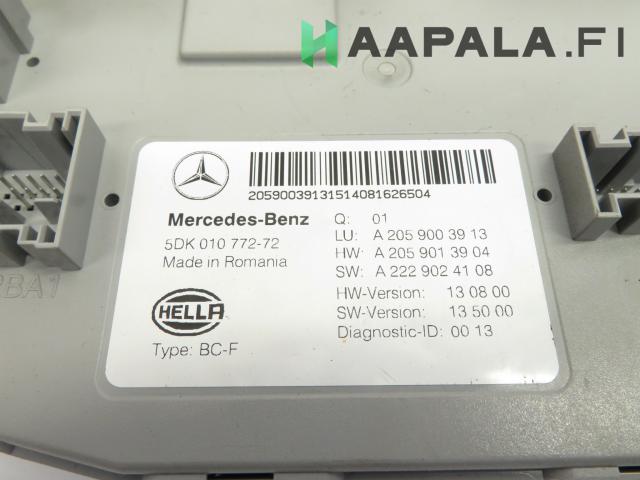 HAAPALA.FI
20590039131514081626504
Mercedes-Benz
5DK 010 772-72
Made in Romania
HELLA
Type: BC-F
Q: 01
LU: A 205 900 39 13
HW: A 205 901 39 04
SW: A 222 902 41 08
HW-Version: 13 08 00
SW-Version: 13 50 00
Diagnostic-ID: 00 13